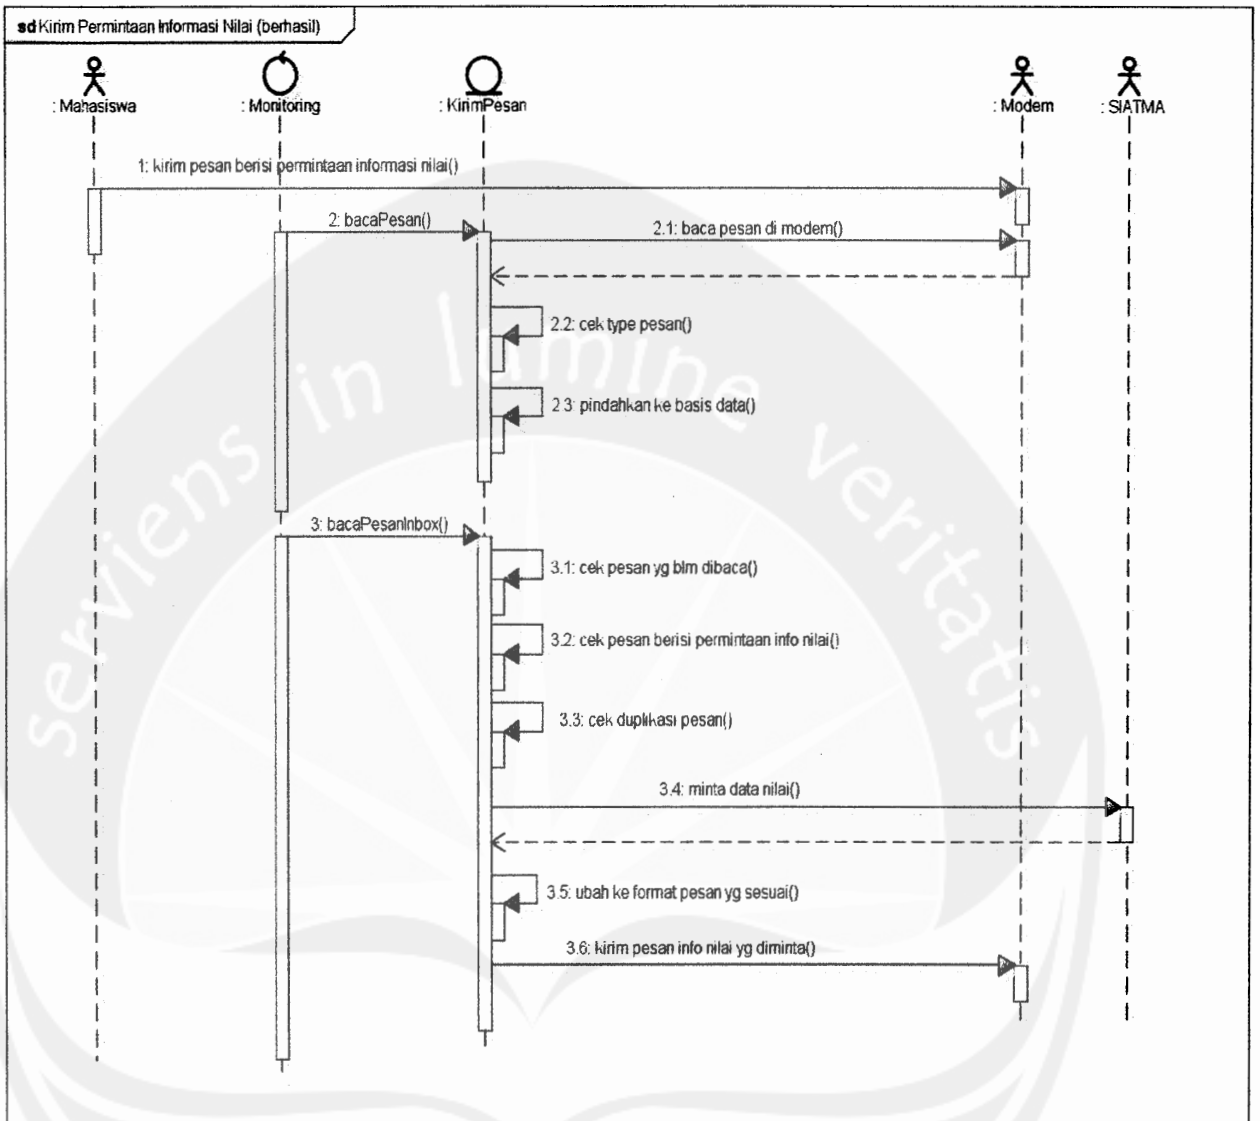 sd Kirim Permintaan Informasi Nilai (berhasil)
: Mahasiswa
: Monitoring
: KirimPesan
: Modem
: SIATMA
1: kirim pesan berisi permintaan informasi nilai()
2: bacaPesan()
2.1: baca pesan di modem()
2.2: cek type pesan()
2.3: pindahkan ke basis data()
3: bacaPesanInbox()
3.1: cek pesan yg blm dibaca()
3.2: cek pesan berisi permintaan info nilai()
3.3: cek duplikasi pesan()
3.4: minta data nilai()
3.5: ubah ke format pesan yg sesuai()
3.6: kirim pesan info nilai yg diminta()
serviens in lumine veritatis